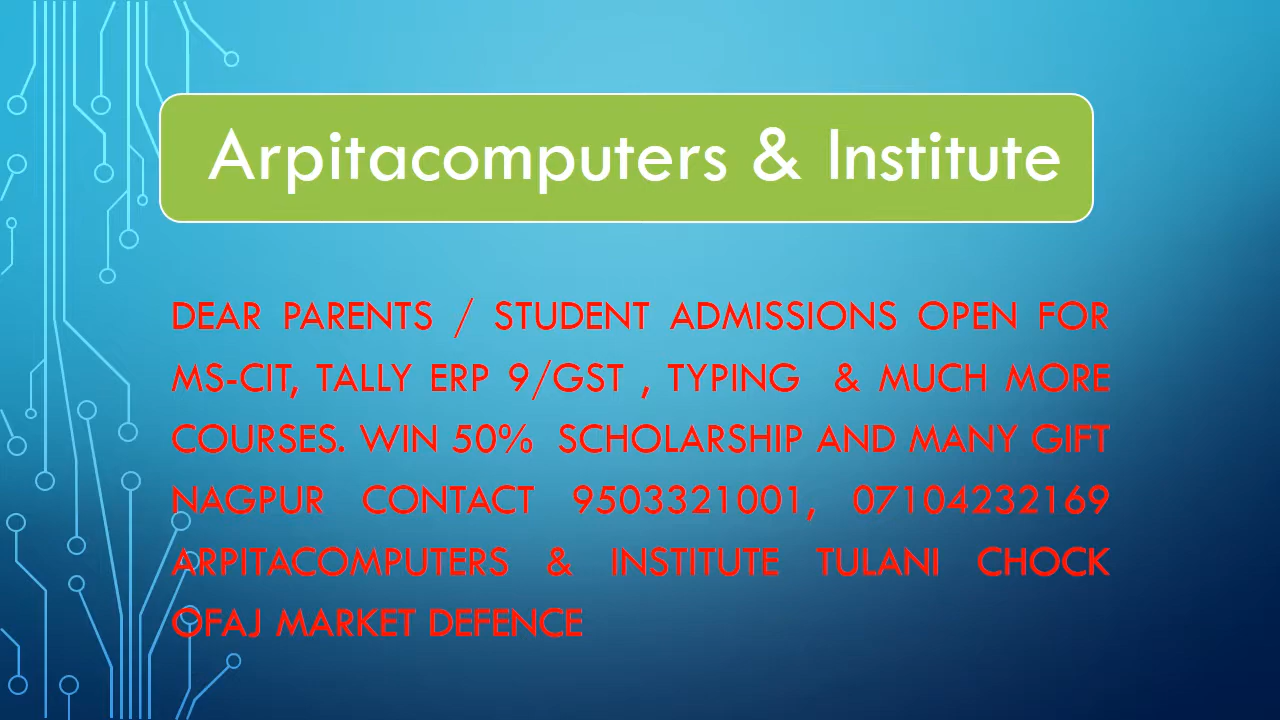 Arpitacomputers & Institute
DEAR PARENTS / STUDENT ADMISSIONS OPEN FOR
MS-CIT, TALLY ERP 9/GST , TYPING & MUCH MORE
COURSES. WIN 50% SCHOLARSHIP AND MANY GIFT
NAGPUR CONTACT 9503321001, 07104232169
ARPITACOMPUTERS & INSTITUTE TULANI CHOCK
OFAJ MARKET DEFENCE